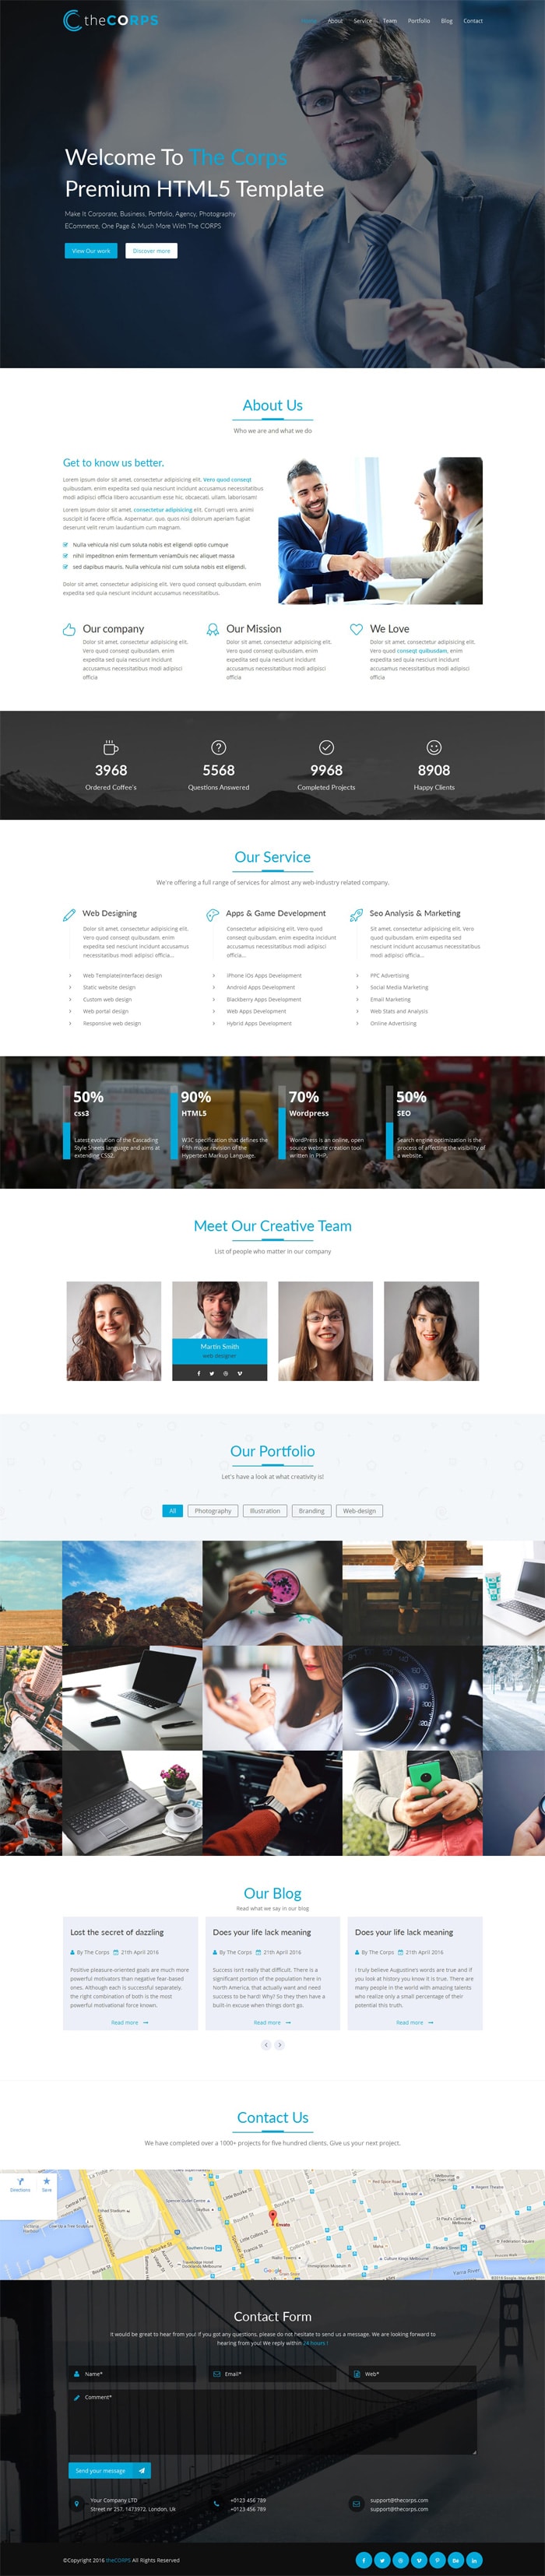 theCORPS
Home About Service Team Portfolio Blog Contact
Welcome To The Corps
Premium HTML5 Template
Make It Corporate, Business, Portfolio, Agency, Photography
ECommerce, One Page & Much More With The CORPS
View Our work
Discover more
About Us
Who we are and what we do
Get to know us better.
Lorem ipsum dolor sit amet, consectetur adipisicing elit. Vero quod conseqt
quibusdam, enim expedita sed quia nesciunt incidunt accusamus necessitatibus
modi adipisci officia libero accusantium esse hic, obcaecati, ullam, laboriosam!
Lorem ipsum dolor sit amet, consectetur adipisicing elit. Corrupti vero, animi
suscipit id facere officia. Aspernatur, quo, quos nisi dolorum aperiam fugiat
deserunt velit rerum laudantium cum magnam.
Nulla vehicula nisl cum soluta nobis est eligendi optio cumque
nihil impeditnon enim fermentum veniamDuis nec aliquet massa
sed dapibus mauris. Nulla vehicula nisl cum soluta nobis est eligendi.
Dolor sit amet, consectetur adipisicing elit. Vero quod conseqt quibusdam, enim
expedita sed quia nesciunt incidunt accusamus necessitatibus.
Our company
Dolor sit amet, consectetur adipisicing elit.
Vero quod conseqt quibusdam, enim
expedita sed quia nesciunt incidunt
accusamus necessitatibus modi adipisci
officia
Our Mission
Dolor sit amet, consectetur adipisicing elit.
Vero quod conseqt quibusdam, enim
expedita sed quia nesciunt incidunt
accusamus necessitatibus modi adipisci
officia
We Love
Dolor sit amet, consectetur adipisicing elit.
Vero quod conseqt quibusdam, enim
expedita sed quia nesciunt incidunt
accusamus necessitatibus modi adipisci
officia
3968
Ordered Coffee's
5568
Questions Answered
9968
Completed Projects
8908
Happy Clients
Our Service
We're offering a full range of services for almost any web-industry related company.
Web Designing
Dolor sit amet, consectetur adipisicing elit.
Vero quod conseqt quibusdam, enim
expedita sed nesciunt incidunt accusamus
necessitatibus modi adipisci officia...
Web Template(interface) design
Static website design
Custom web design
Web portal design
Responsive web design
Apps & Game Development
Consectetur adipisicing elit. Vero quod
conseqt quibusdam, enim expedita incidunt
accusamus necessitatibus modi adipisci
officia...
iPhone iOs Apps Development
Android Apps Development
Blackberry Apps Development
Web Apps Development
Hybrid Apps Development
Seo Analysis & Marketing
Sit amet, consectetur adipisicing elit. Vero
quod quibusdam, enim expedita sed
nesciunt incidunt accusamus necessitatibus
modi adipisci officia...
PPC Advertising
Social Media Marketing
Email Marketing
Web Stats and Analysis
Online Advertising
50%
css3
Latest evolution of the Cascading
Style Sheets language and aims at
extending CSS2.
90%
HTML5
W3C specification that defines the
fifth major revision of the
Hypertext Markup Language.
70%
Wordpress
WordPress is an online, open
source website creation tool
written in PHP.
50%
SEO
Search engine optimization is the
process of affecting the visibility of
a website.
Meet Our Creative Team
List of people who matter in our company
Martin Smith
web designer
Our Portfolio
Let's have a look at what creativity is!
All
Photography
Illustration
Branding
Web-design
Our Blog
Read what we say in our blog
Lost the secret of dazzling
By The Corps 21th April 2016
Positive pleasure-oriented goals are much more
powerful motivators than negative fear-based
ones. Although each is successful separately,
the right combination of both is the most
powerful motivational force known.
Read more
Does your life lack meaning
By The Corps 21th April 2016
Success isn't really that difficult. There is a
significant portion of the population here in
North America, that actually want and need
success to be hard! Why? So they then have a
built-in excuse when things don't go.
Read more
Does your life lack meaning
By The Corps 21th April 2016
I truly believe Augustine's words are true and if
you look at history you know it is true. There are
many people in the world with amazing talents
who realize only a small percentage of their
potential this truth.
Read more
Contact Us
We have completed over a 1000+ projects for five hundred clients. Give us your next project.
Directions
Save
Envato
Google
Contact Form
It would be great to hear from you! If you got any questions, please do not hesitate to send us a message. We are looking forward to
hearing from you! We reply within 24 hours !
Name*
Email*
Web*
Comment*
Send your message
Your Company LTD
Street nr 257, 1473972, London, Uk
+0123 456 789
+0123 456 789
support@thecorps.com
support@thecorps.com
©Copyright 2016 theCORPS All Rights Reserved